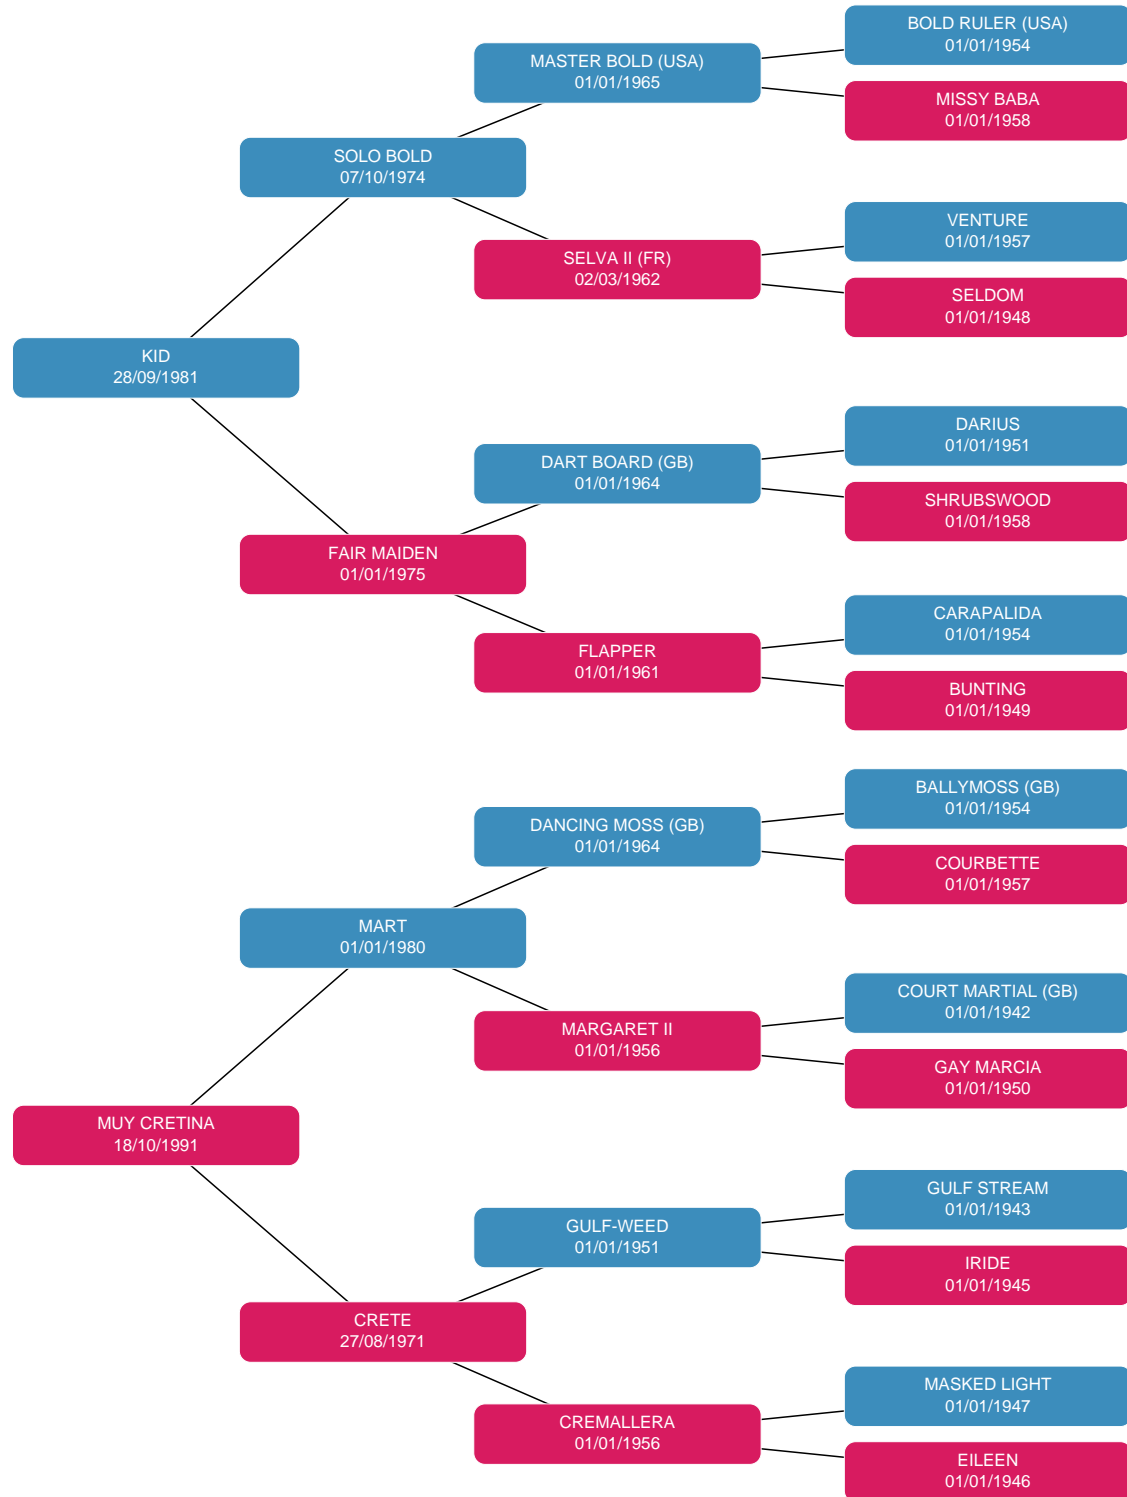 BOLD RULER (USA)
01/01/1954
MASTER BOLD (USA)
01/01/1965
MISSY BABA
01/01/1958
SOLO BOLD
07/10/1974
VENTURE
01/01/1957
SELVA II (FR)
02/03/1962
SELDOM
01/01/1948
KID
28/09/1981
DARIUS
01/01/1951
DART BOARD (GB)
01/01/1964
SHRUBSWOOD
01/01/1958
FAIR MAIDEN
01/01/1975
CARAPALIDA
01/01/1954
FLAPPER
01/01/1961
BUNTING
01/01/1949
BALLYMOSS (GB)
01/01/1954
DANCING MOSS (GB)
01/01/1964
COURBETTE
01/01/1957
MART
01/01/1980
COURT MARTIAL (GB)
01/01/1942
MARGARET II
01/01/1956
GAY MARCIA
01/01/1950
MUY CRETINA
18/10/1991
GULF STREAM
01/01/1943
GULF-WEED
01/01/1951
IRIDE
01/01/1945
CRETE
27/08/1971
MASKED LIGHT
01/01/1947
CREMALLERA
01/01/1956
EILEEN
01/01/1946